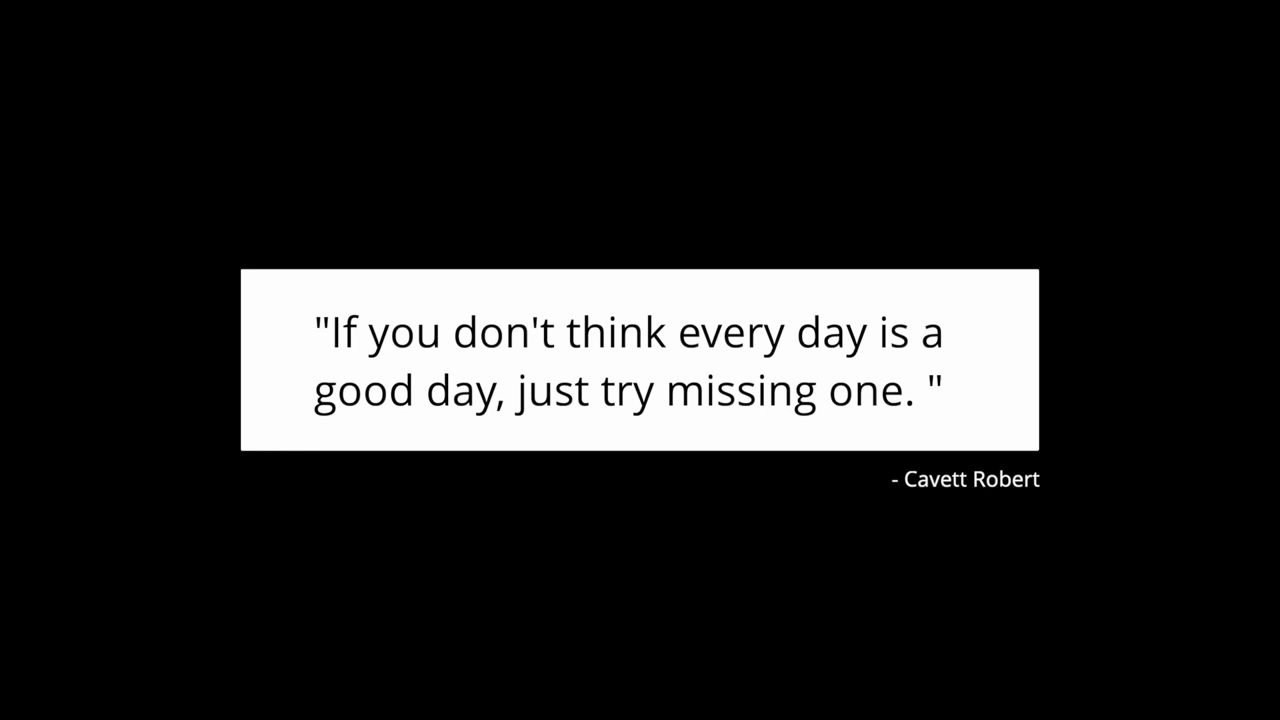 "If you don't think every day is a
good day, just try missing one. "
- Cavett Robert